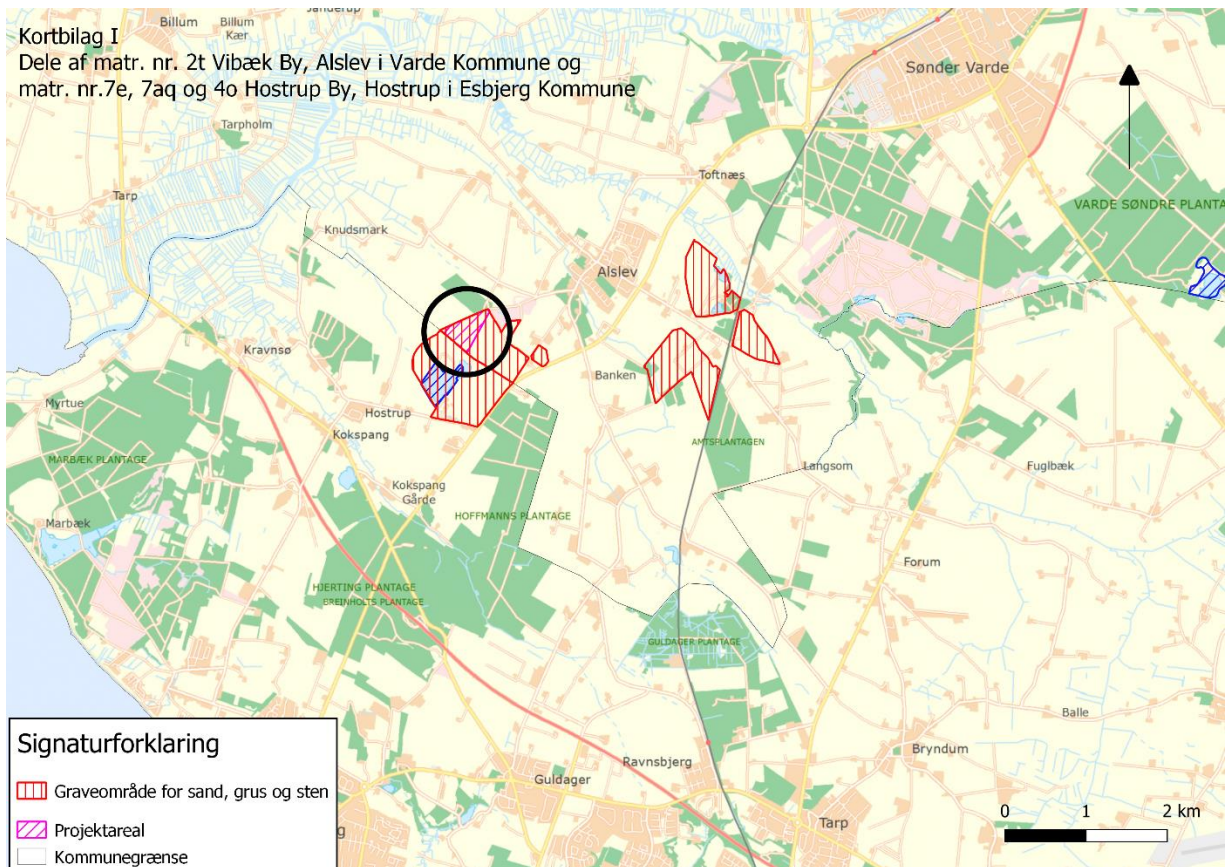 Janderup
Billum
Billum
Kær
Kortbilag I
Dele af matr. nr. 2t Vibæk By, Alslev i Varde Kommune og
matr. nr.7e, 7aq og 4o Hostrup By, Hostrup i Esbjerg Kommune
Sønder Varde
Tarpholm
Toftnæs
Tarp
VARDE SØNDRE PLANTA
Knudsmark
Alslev
Kravnsø
Banken
Myrtue
Hostrup
Kokspang
AMTSPLANTAGEN
MARBÆK PLANTAGE
Langsom
Fuglbæk
Kokspang
Gårde
HOFFMANNS PLANTAGE
Marbæk
Forum
HJERTING PLANTAGE
BREINHOLTS PLANTAGE
GULDAGER PLANTAGE
Balle
Signaturforklaring
Bryndum
Ravnsbjerg
Guldager
Graveområde for sand, grus og sten
0 1 2 km
Tarp
Projektareal
g
Kommunegrænse